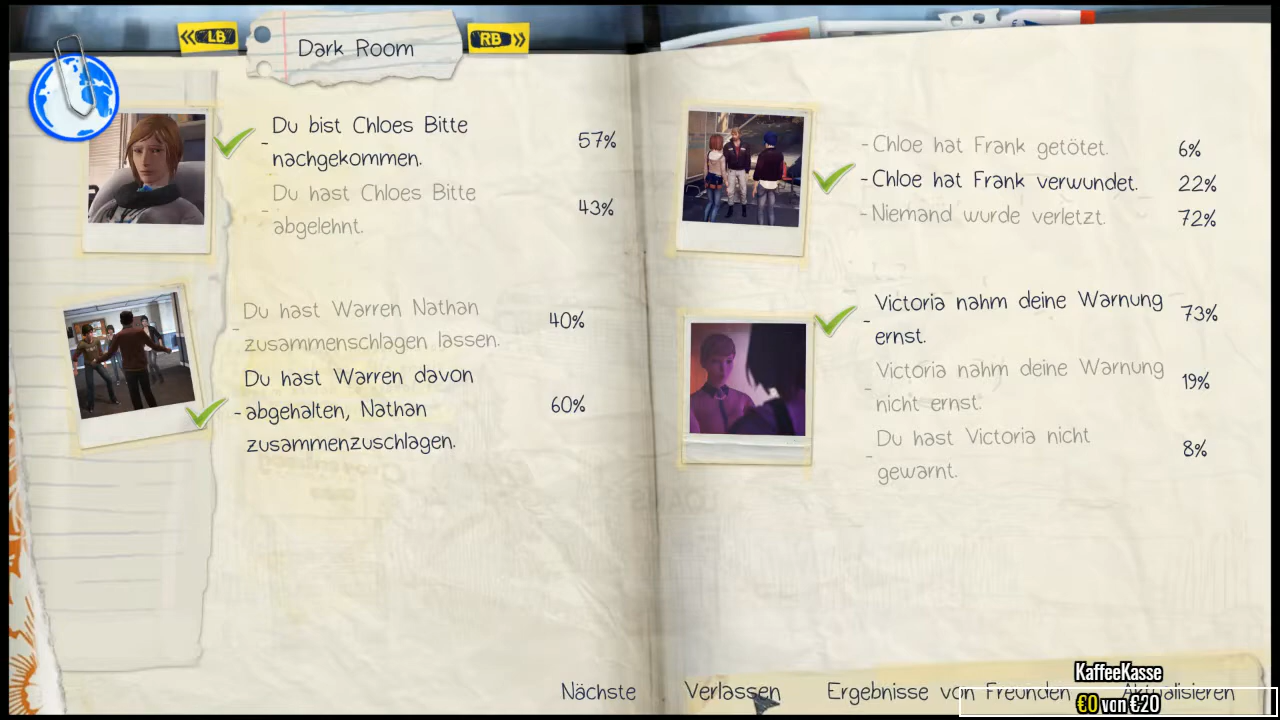 LB
Dark Room
RB
Du bist Chloes Bitte
- nachgekommen.
57%
Du hast Chloes Bitte
- abgelehnt.
43%
Du hast Warren Nathan
- zusammenschlagen lassen.
40%
Du hast Warren davon
- abgehalten, Nathan
zusammenzuschlagen.
60%
- Chloe hat Frank getötet. 6%
- Chloe hat Frank verwundet. 22%
- Niemand wurde verletzt. 72%
Victoria nahm deine Warnung
- ernst.
73%
Victoria nahm deine Warnung
- nicht ernst.
19%
Du hast Victoria nicht
- gewarnt.
8%
Nächste Verlassen Ergebnisse von Freunden Aktualisieren
KaffeeKasse
€0 von €20